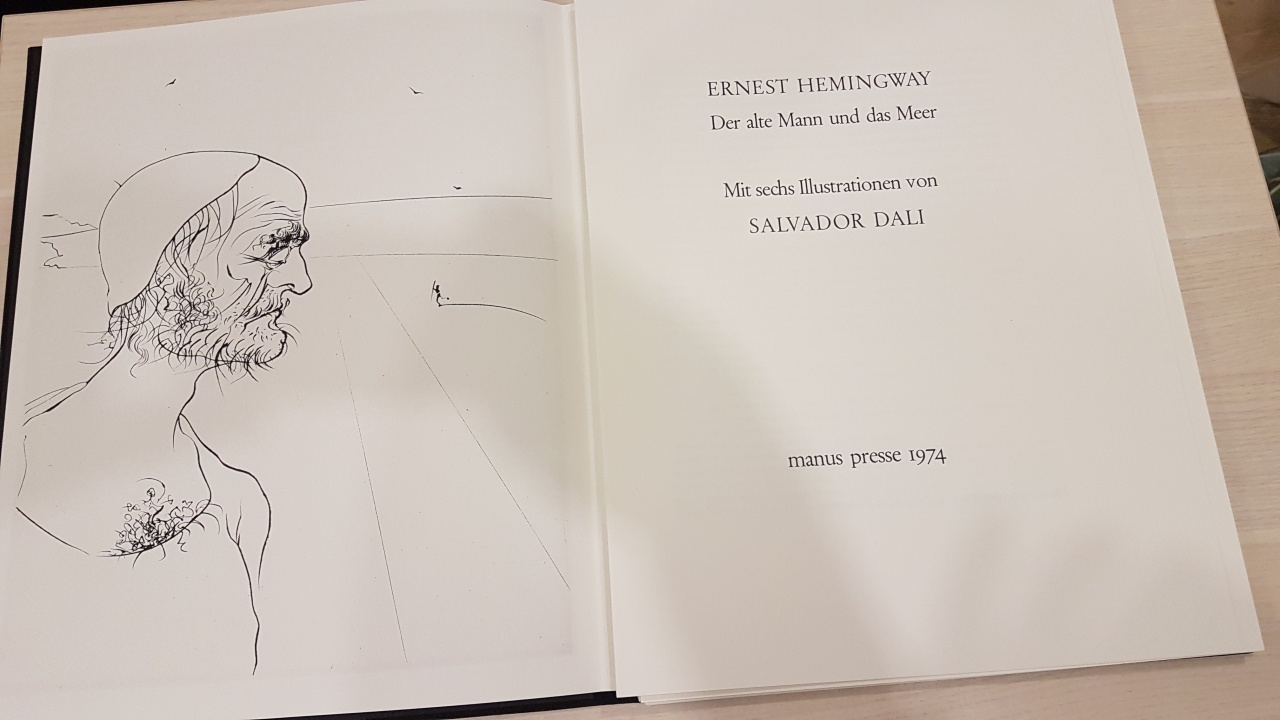 ERNEST HEMINGWAY
Der alte Mann und das Meer
Mit sechs Illustrationen von
SALVADOR DALI
manus presse 1974